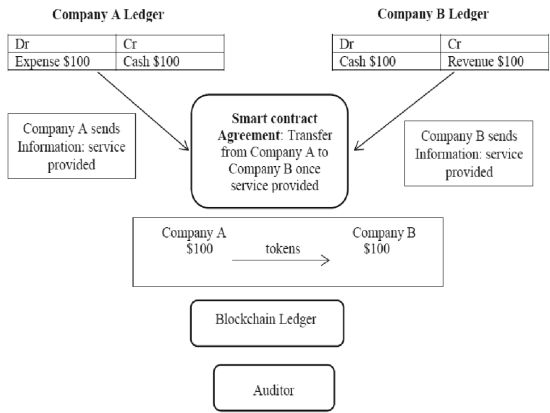 Company A Ledger
Company B Ledger
Dr Cr
Expense $100 Cash $100
Dr Cr
Cash $100 Revenue $100
Company A sends
Information: service
provided
Smart contract
Agreement: Transfer
from Company A to
Company B once
service provided
Company B sends
Information: service
provided
Company A Company B
$100 tokens $100
Blockchain Ledger
Auditor